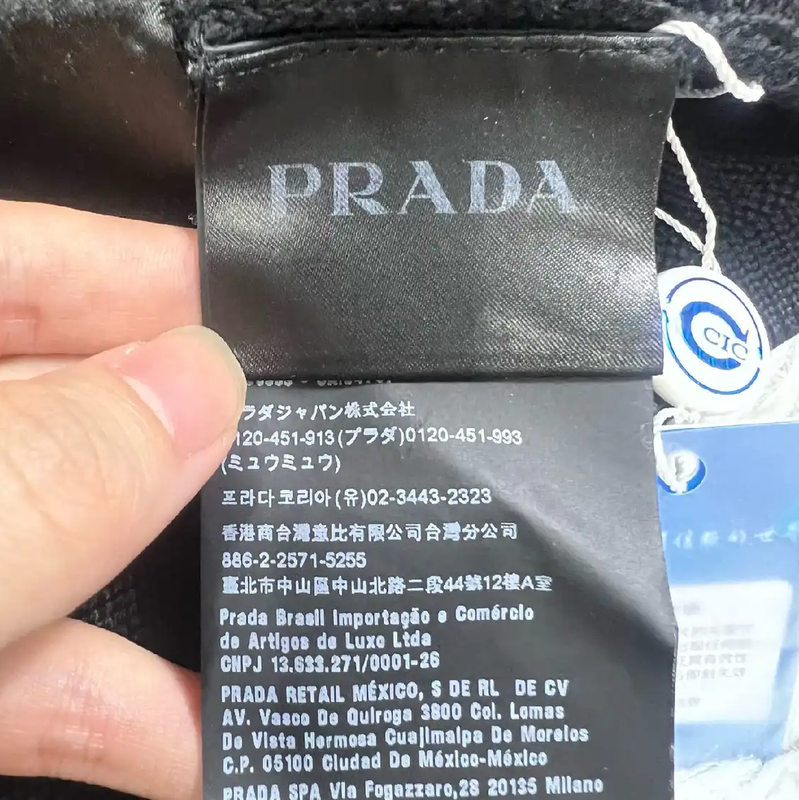 PRADA
CIC
ラダジャパン株式会社
120-451-913(プラダ)0120-451-993
(ミュウミュウ)
프라다코리아(유)02-3443-2323
香港商台灣童比有限公司台灣分公司
886-2-2571-5255
臺北市中山區中山北路二段44號12樓A室
Prada Brasil Importação e Comércio
de Artigos de Luxo Ltda
CNPJ 13.633.271/0001-26
PRADA RETAIL MÉXICO, S DE RL DE CV
AV. Vasco De Quiroga 3800 Col. Lomas
De Vista Hermosa Cuajimalpa De Morelos
C.P. 05100 Ciudad De México-México
PRADA SPA Via Fogazzaro,28 20135 Milano